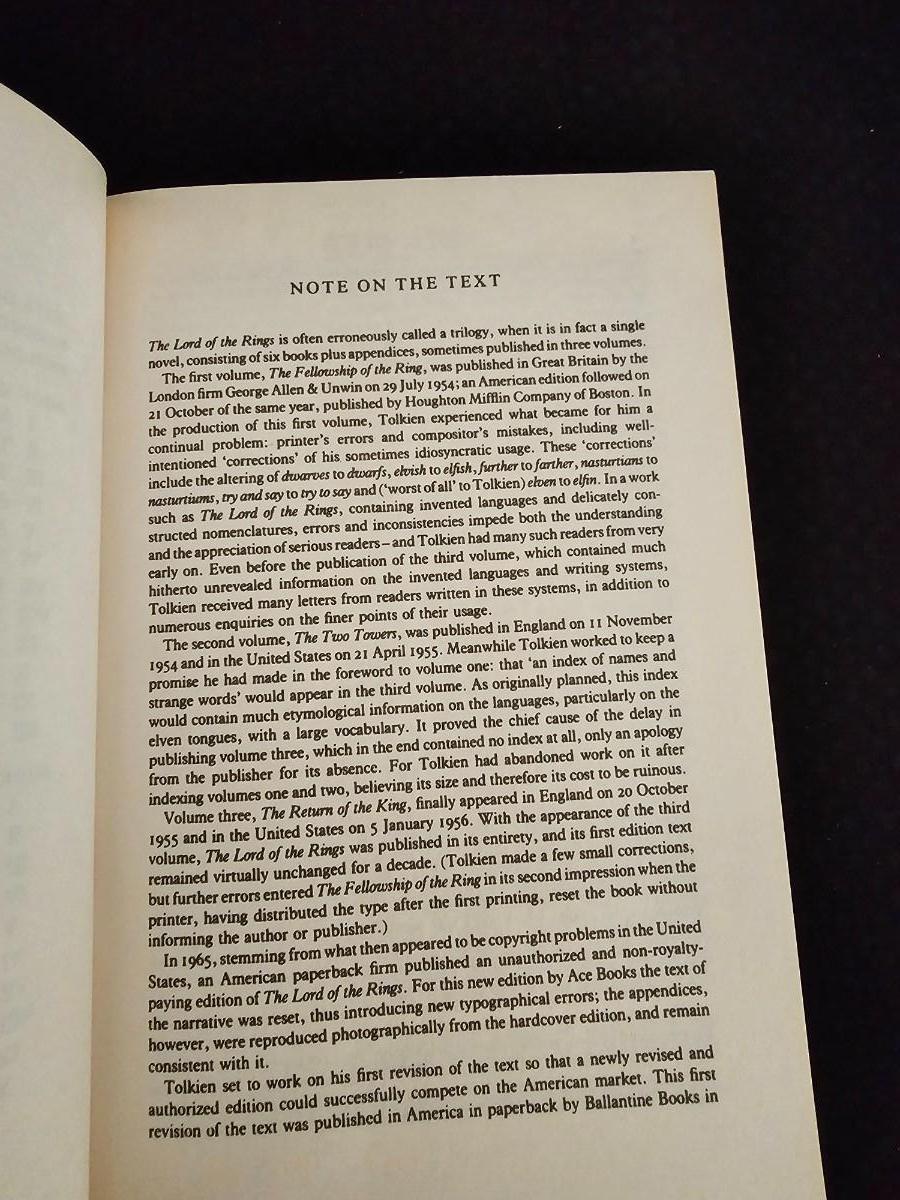 NOTE ON THE TEXT
The Lord of the Rings is often erroneously called a trilogy, when it is in fact a single
novel, consisting of six books plus appendices, sometimes published in three volumes.
The first volume, The Fellowship of the Ring, was published in Great Britain by the
London firm George Allen & Unwin on 29 July 1954; an American edition followed on
21 October of the same year, published by Houghton Mifflin Company of Boston. In
the production of this first volume, Tolkien experienced what became for him a
continual problem: printer's errors and compositor's mistakes, including well-
intentioned 'corrections' of his sometimes idiosyncratic usage. These 'corrections'
include the altering of dwarves to dwarfs, elvish to elfish, further to farther, nasturtians to
nasturtiums, try and say to try to say and ('worst of all' to Tolkien) elven to elfin. In a work
such as The Lord of the Rings, containing invented languages and delicately con-
structed nomenclatures, errors and inconsistencies impede both the understanding
and the appreciation of serious readers – and Tolkien had many such readers from very
early on. Even before the publication of the third volume, which contained much
hitherto unrevealed information on the invented languages and writing systems,
Tolkien received many letters from readers written in these systems, in addition to
numerous enquiries on the finer points of their usage.
The second volume, The Two Towers, was published in England on 11 November
1954 and in the United States on 21 April 1955. Meanwhile Tolkien worked to keep a
promise he had made in the foreword to volume one: that 'an index of names and
strange words' would appear in the third volume. As originally planned, this index
would contain much etymological information on the languages, particularly on the
elven tongues, with a large vocabulary. It proved the chief cause of the delay in
publishing volume three, which in the end contained no index at all, only an apology
from the publisher for its absence. For Tolkien had abandoned work on it after
indexing volumes one and two, believing its size and therefore its cost to be ruinous.
Volume three, The Return of the King, finally appeared in England on 20 October
1955 and in the United States on 5 January 1956. With the appearance of the third
volume, The Lord of the Rings was published in its entirety, and its first edition text
remained virtually unchanged for a decade. (Tolkien made a few small corrections,
but further errors entered The Fellowship of the Ring in its second impression when the
printer, having distributed the type after the first printing, reset the book without
informing the author or publisher.)
In 1965, stemming from what then appeared to be copyright problems in the United
States, an American paperback firm published an unauthorized and non-royalty-
paying edition of The Lord of the Rings. For this new edition by Ace Books the text of
the narrative was reset, thus introducing new typographical errors; the appendices,
however, were reproduced photographically from the hardcover edition, and remain
consistent with it.
Tolkien set to work on his first revision of the text so that a newly revised and
authorized edition could successfully compete on the American market. This first
revision of the text was published in America in paperback by Ballantine Books in